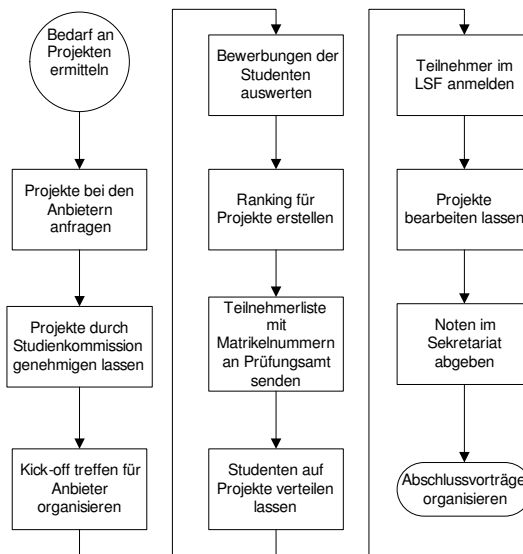 Bedarf an
Projekten
ermitteln
Projekte bei den
Anbietern
anfragen
Projekte durch
Studienkommission
genehmigen lassen
Kick-off treffen für
Anbieter
organisieren
Bewerbungen der
Studenten
auswerten
Ranking für
Projekte erstellen
Teilnehmerliste
mit
Matrikelnummern
an Prüfungsamt
senden
Studenten auf
Projekte verteilen
lassen
Teilnehmer im
LSF anmelden
Projekte
bearbeiten lassen
Noten im
Sekretariat
abgeben
Abschlussvorträge
organisieren